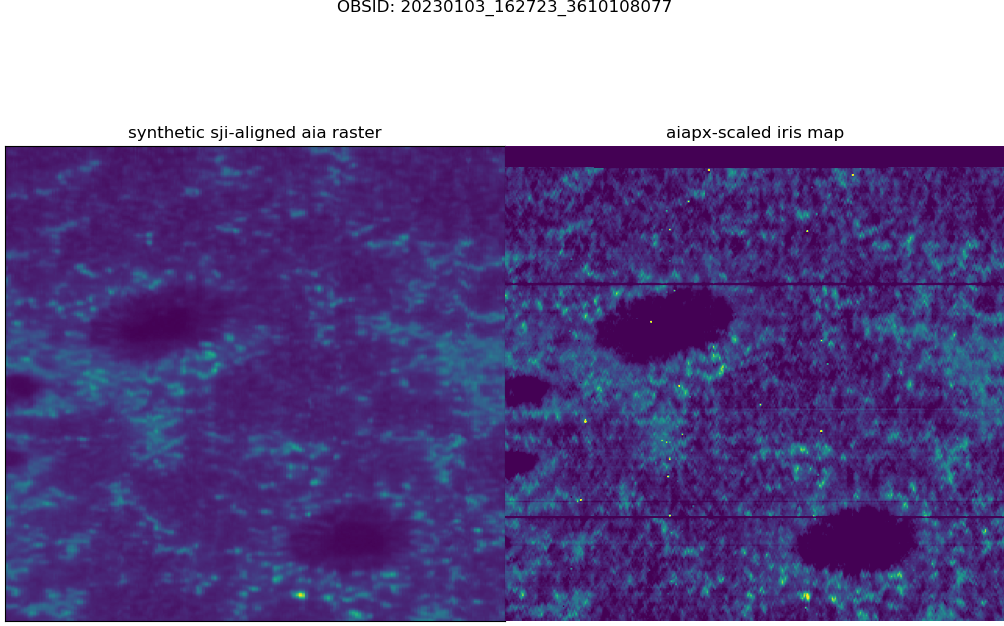 OBSID: 20230103_162723_3610108077
synthetic sji-aligned aia raster
aiapx-scaled iris map